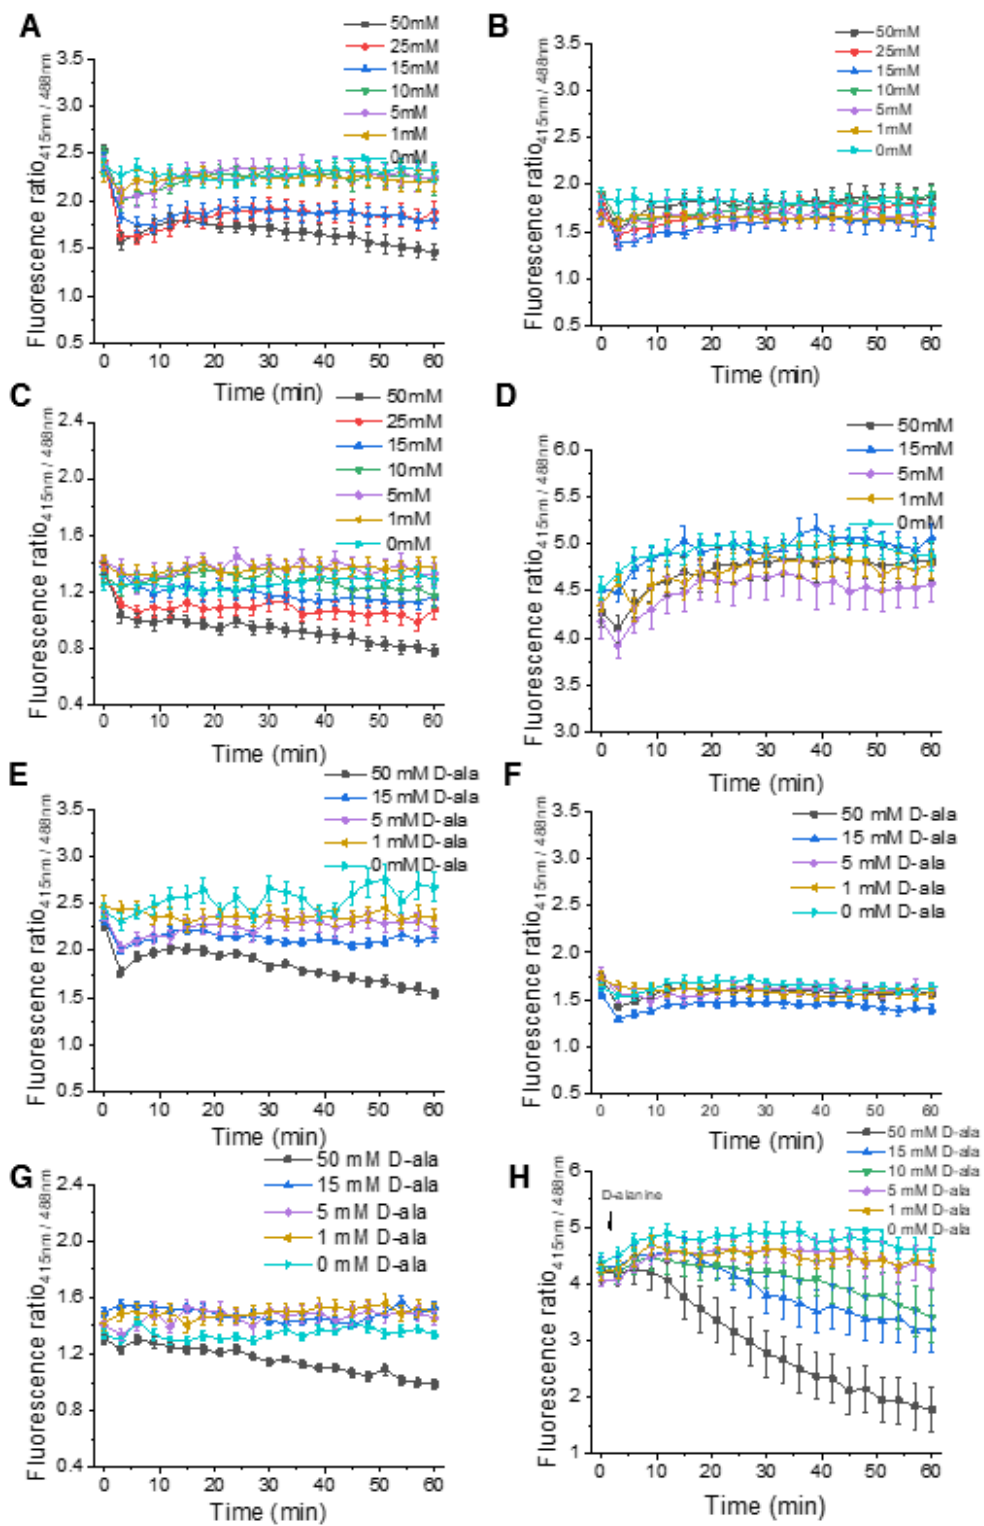 A
50mM
25mM
15mM
10mM
5mM
1mM
0mM
Fluorescence ratio415nm / 488nm
3.5
3.0
2.5
2.0
1.5
1.0
0.5
0 10 20 30 40 50 60
Time (min)
B
50mM
25mM
15mM
10mM
5mM
1mM
0mM
Fluorescence ratio415nm / 488nm
3.5
3.0
2.5
2.0
1.5
1.0
0.5
0 10 20 30 40 50 60
Time (min)
C
50mM
25mM
15mM
10mM
5mM
1mM
0mM
Fluorescence ratio415nm / 488nm
2.4
2.0
1.6
1.2
0.8
0.4
0 10 20 30 40 50 60
Time (min)
D
50mM
15mM
5mM
1mM
0mM
Fluorescence ratio415nm / 488nm
6.0
5.5
5.0
4.5
4.0
3.5
3.0
0 10 20 30 40 50 60
Time (min)
E
50 mM D-ala
15 mM D-ala
5 mM D-ala
1 mM D-ala
0 mM D-ala
Fluorescence ratio415nm / 488nm
3.5
3.0
2.5
2.0
1.5
1.0
0.5
0 10 20 30 40 50 60
Time (min)
F
50 mM D-ala
15 mM D-ala
5 mM D-ala
1 mM D-ala
0 mM D-ala
Fluorescence ratio415nm / 488nm
3.5
3.0
2.5
2.0
1.5
1.0
0.5
0 10 20 30 40 50 60
Time (min)
G
50 mM D-ala
15 mM D-ala
5 mM D-ala
1 mM D-ala
0 mM D-ala
Fluorescence ratio415nm / 488nm
2.4
2.0
1.6
1.2
0.8
0.4
0 10 20 30 40 50 60
Time (min)
H
50 mM D-ala
15 mM D-ala
10 mM D-ala
5 mM D-ala
1 mM D-ala
0 mM D-ala
D-alanine
Fluorescence ratio415nm / 488nm
6
5
4
3
2
1
0 10 20 30 40 50 60
Time (min)